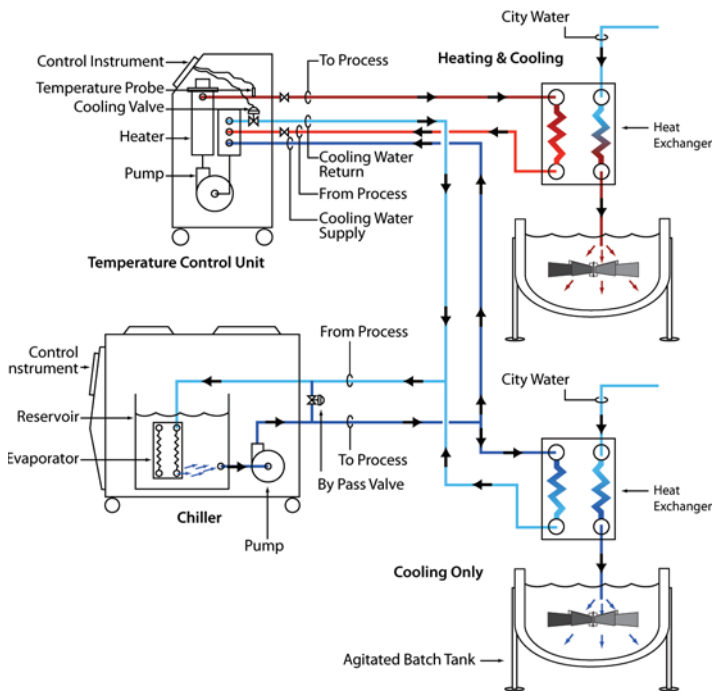 City Water
Control Instrument
To Process
Heating & Cooling
Temperature Probe
Cooling Valve
Heater
Heat
Exchanger
Pump
Cooling Water
Return
From Process
Cooling Water
Supply
Temperature Control Unit
From Process
Control
nstrument
City Water
Reservoir
Evaporator
To Process
By Pass Valve
Heat
Exchanger
Chiller
Pump
Cooling Only
Agitated Batch Tank